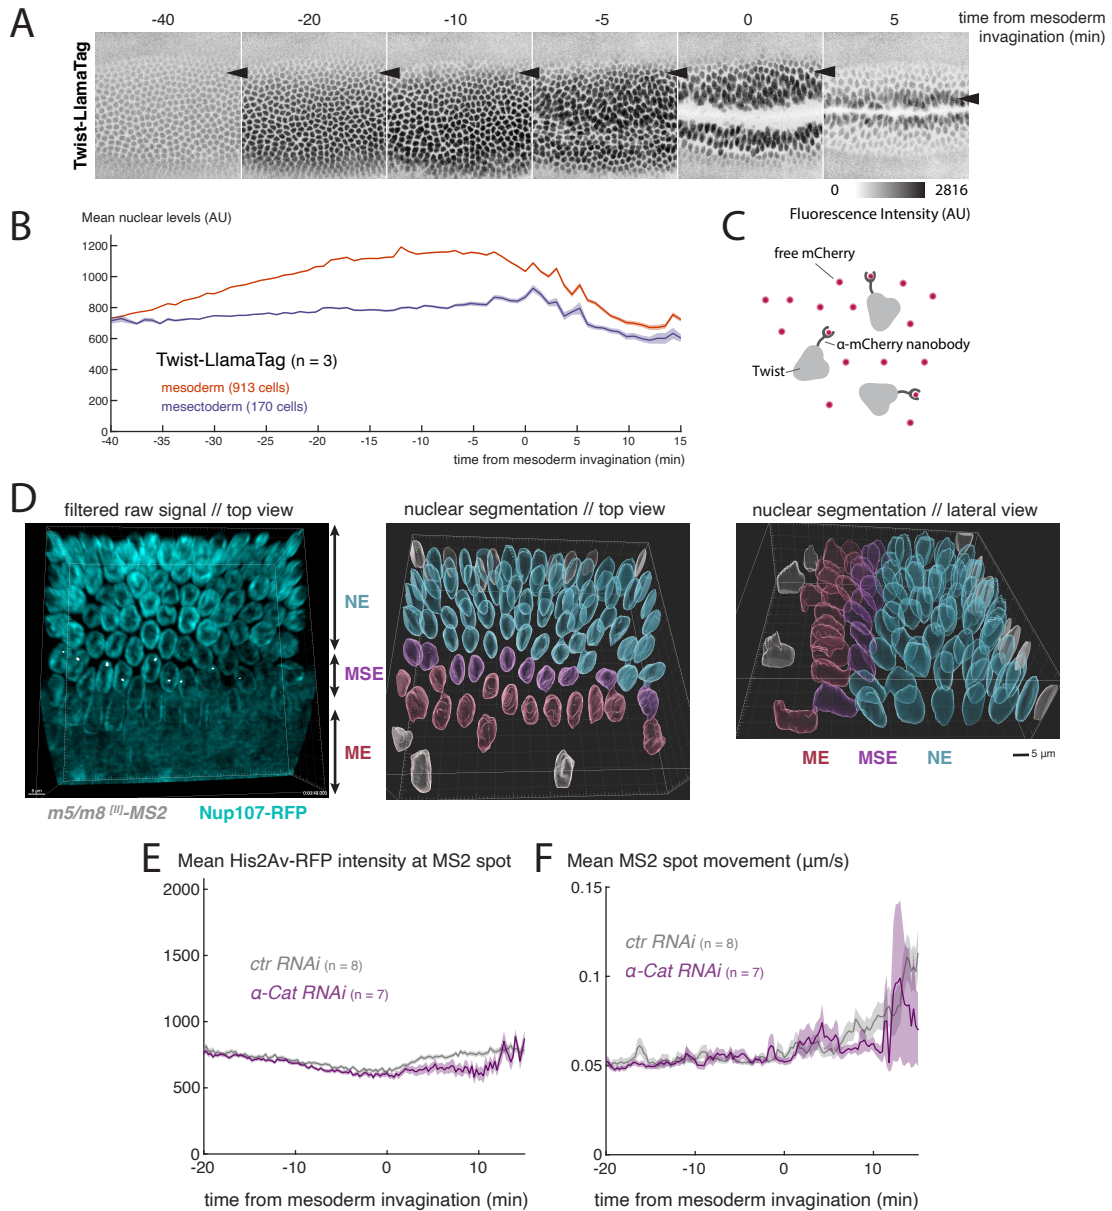 A
-40
-20
-10
-5
0
5
time from mesoderm
invagination (min)
Twist-LlamaTag
0
2816
Fluorescence Intensity (AU)
B
Mean nuclear levels (AU)
1200
1000
800
600
400
200
0
Twist-LlamaTag (n = 3)
mesoderm (913 cells)
mesectoderm (170 cells)
-40
-35
-30
-25
-20
-15
-10
-5
0
5
10
15
time from mesoderm invagination (min)
C
free mCherry
α-mCherry nanobody
Twist
D
filtered raw signal // top view
nuclear segmentation // top view
nuclear segmentation // lateral view
NE
MSE
ME
5 µm
m5/m8 [II]-MS2
Nup107-RFP
ME
MSE
NE
5 µm
E
Mean His2Av-RFP intensity at MS2 spot
2000
1500
1000
500
0
ctr RNAi (n = 8)
α-Cat RNAi (n = 7)
-20
-10
0
10
time from mesoderm invagination (min)
F
Mean MS2 spot movement (µm/s)
0.15
0.1
0.05
0
ctr RNAi (n = 8)
α-Cat RNAi (n = 7)
-20
-10
0
10
time from mesoderm invagination (min)